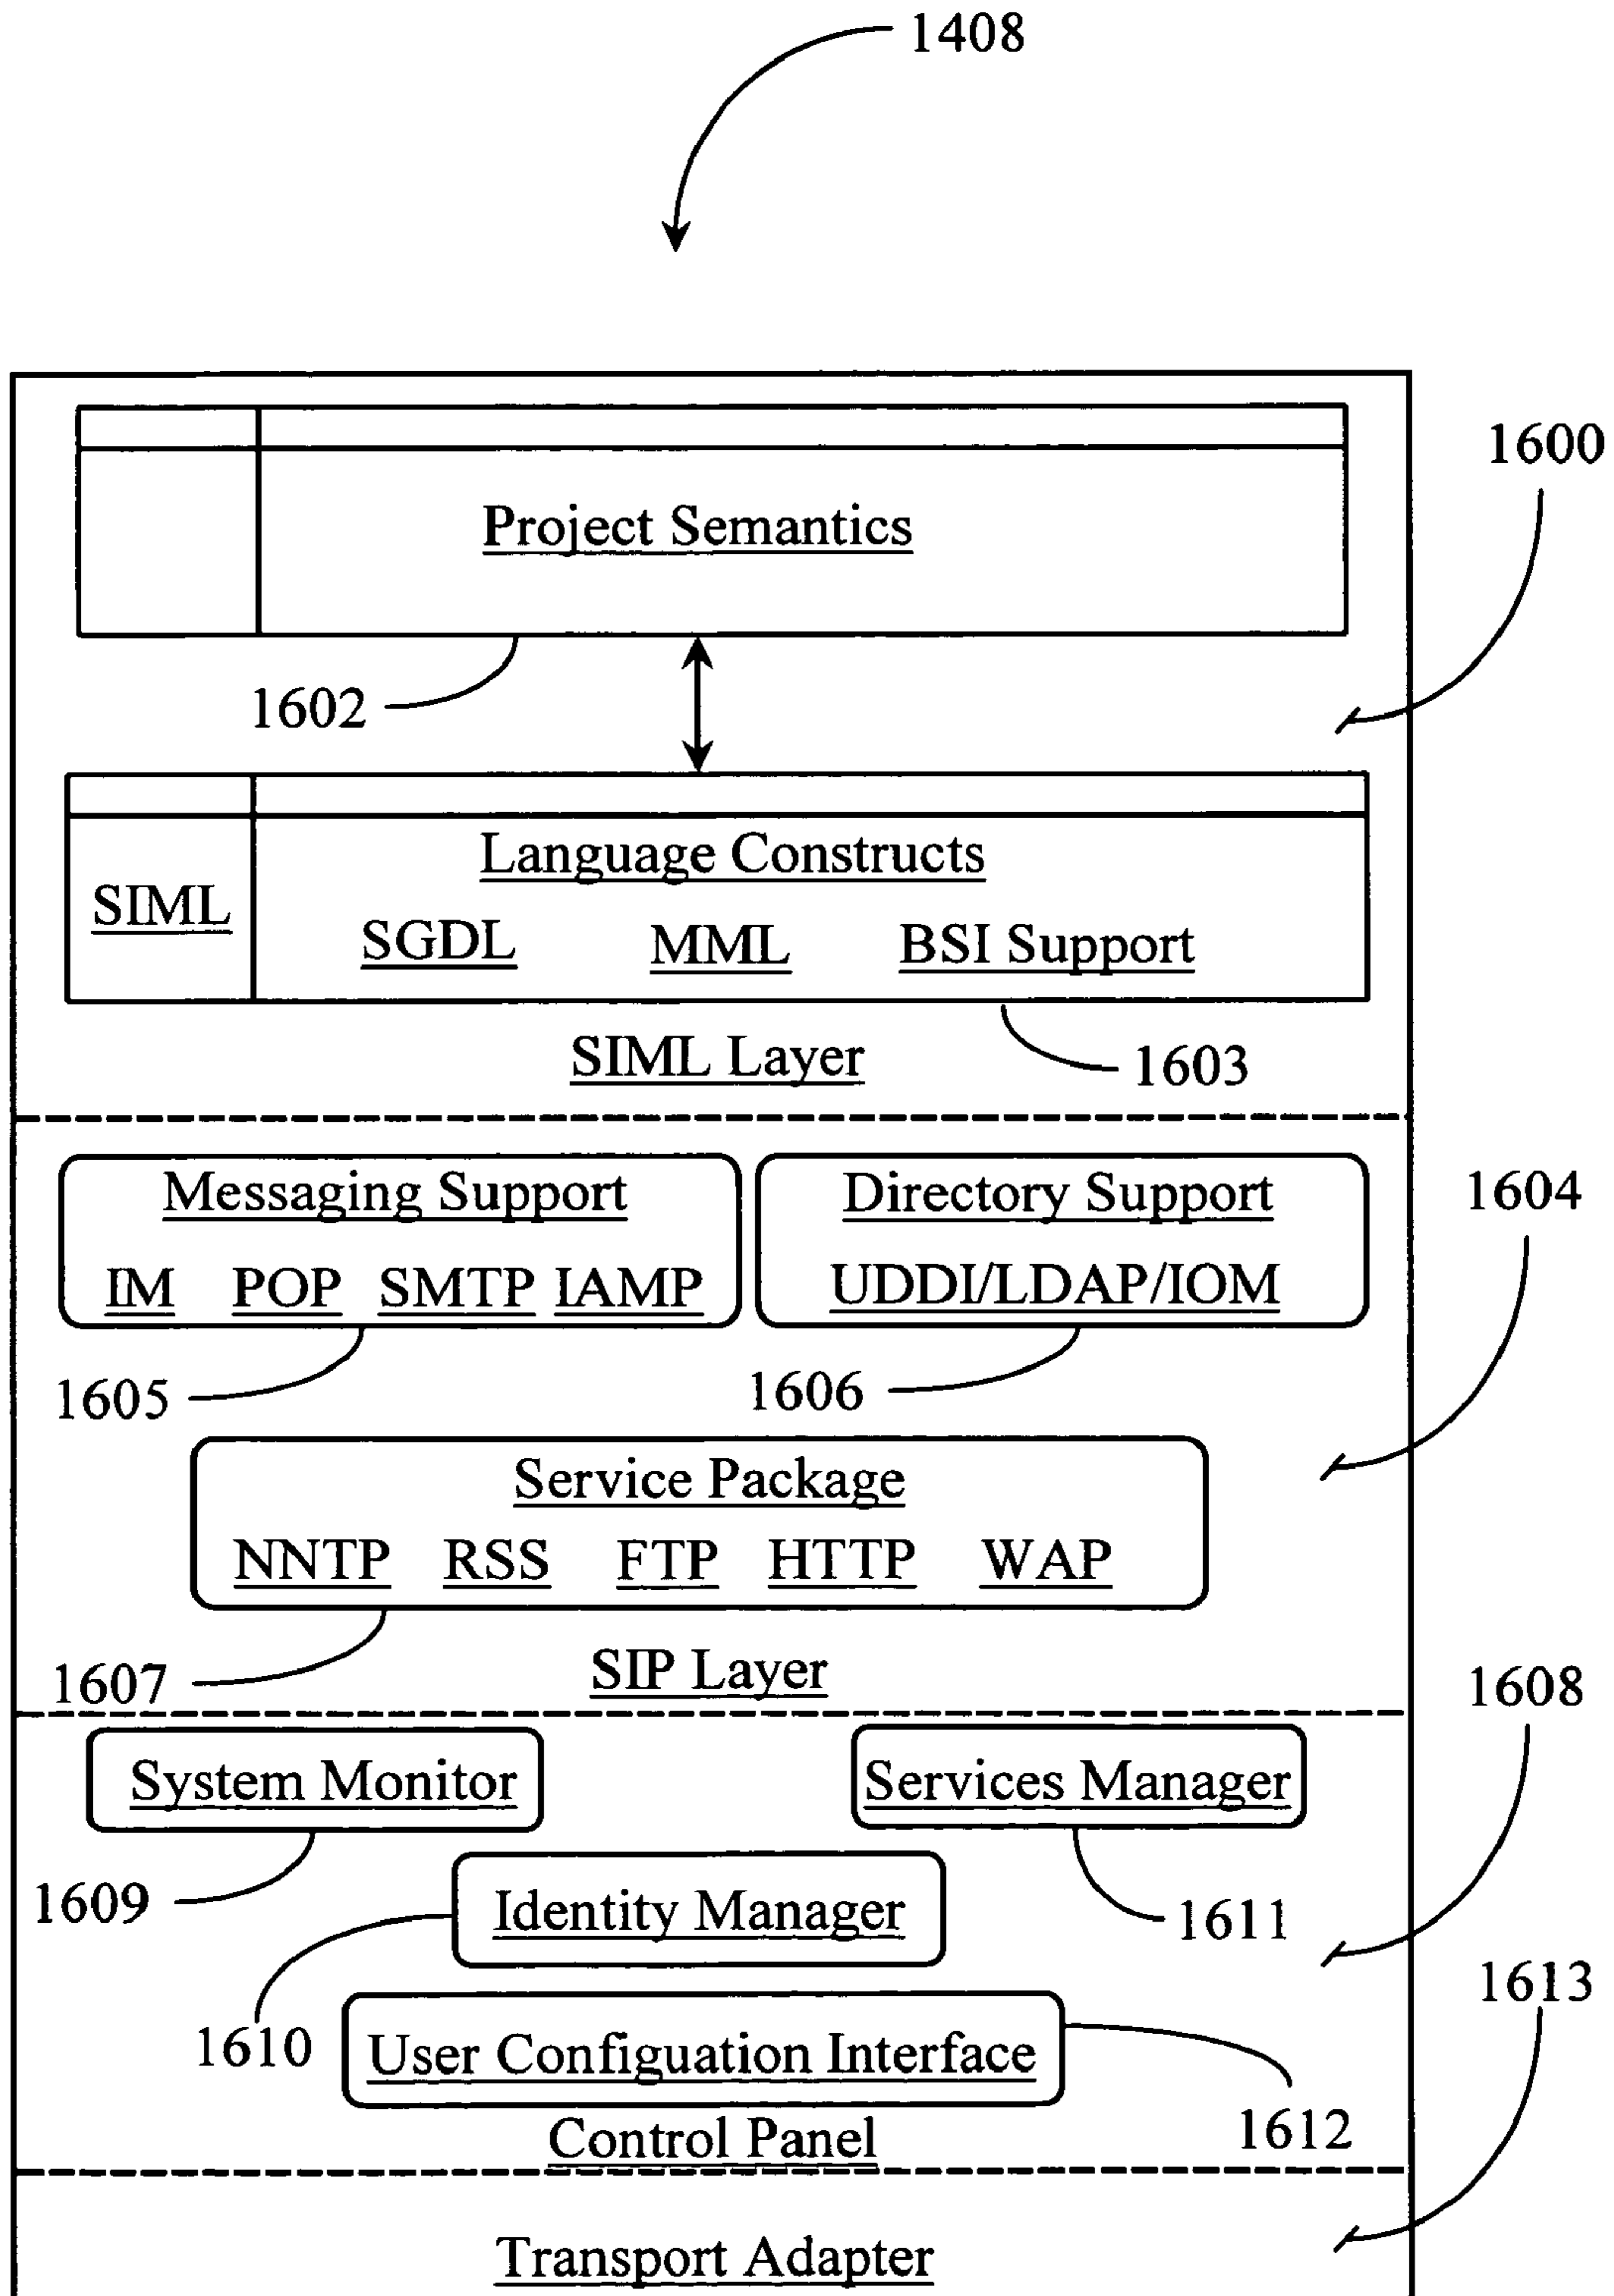 1408
1600
Project Semantics
1602
Language Constructs
SIML
SGDL MML BSI Support
SIML Layer
1603
Messaging Support
IM POP SMTP IAMP
Directory Support
UDDI/LDAP/IOM
1604
1605
1606
Service Package
NNTP RSS FTP HTTP WAP
1607
SIP Layer
1608
System Monitor
Services Manager
1609
Identity Manager
1611
1610
1613
User Configuation Interface
1612
Control Panel
Transport Adapter